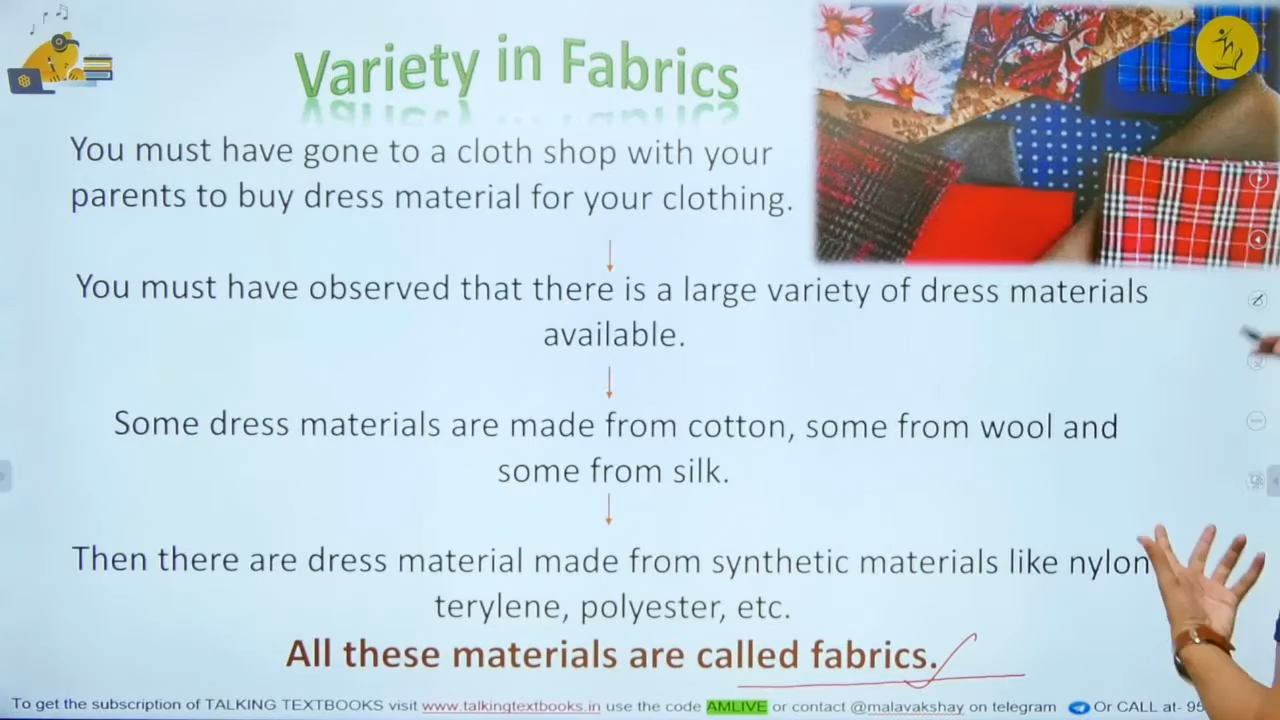 Variety in Fabrics
You must have gone to a cloth shop with your
parents to buy dress material for your clothing.
You must have observed that there is a large variety of dress materials
available.
Some dress materials are made from cotton, some from wool and
some from silk.
Then there are dress material made from synthetic materials like nylon
terylene, polyester, etc.
All these materials are called fabrics.
To get the subscription of TALKING TEXTBOOKS visit www.talkingtextbooks.in use the code AMLIVE or contact @malavakshay on telegram Or CALL at- 95